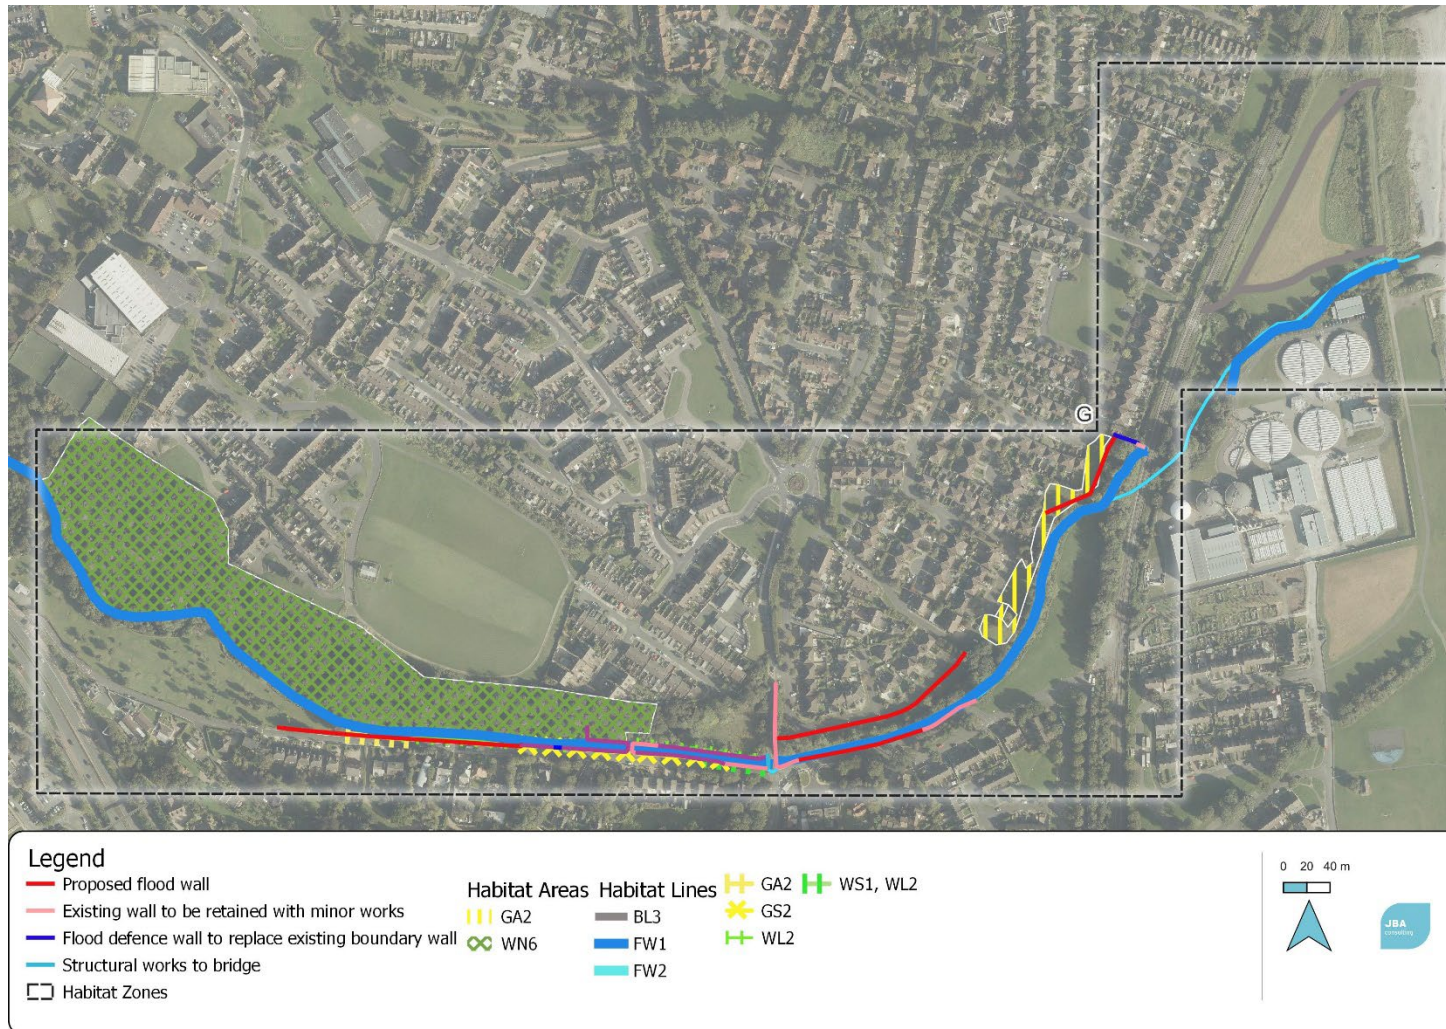 G
Legend
Proposed flood wall
Existing wall to be retained with minor works
Flood defence wall to replace existing boundary wall
Structural works to bridge
Habitat Zones
Habitat Areas
GA2
WN6
Habitat Lines
BL3
FW1
FW2
GA2
GS2
WL2
WS1, WL2
0 20 40 m
JBA
consulting